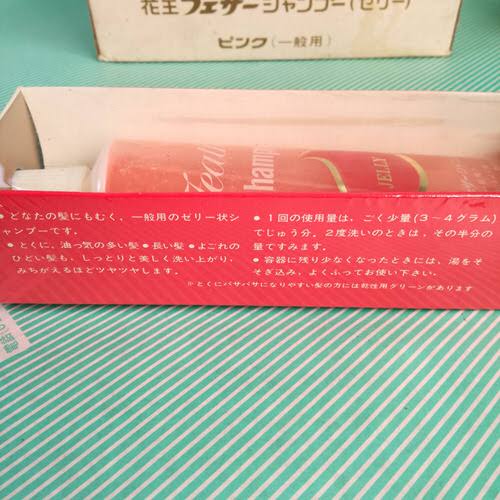 花王フェザーシャンプー(ゼリー)
ピンク(一般用)
Feat
hamp
JELLY
●どなたの髪にもむく、一般用のゼリー状シ
ャンプーです。
●とくに、油っ気の多い髪●長い髪●よごれの
ひどい髪も、しっとりと美しく洗い上がり、
みちがえるほどツヤツヤします。
●1回の使用量は、ごく少量(3〜4グラム)
でじゅう分。2度洗いのときは、その半分の
量ですみます。
●容器に残り少なくなったときには、湯をそ
そぎ込み、よくふってお使い下さい。
※とくにパサパサになりやすい髪の方には乾性用グリーンがあります